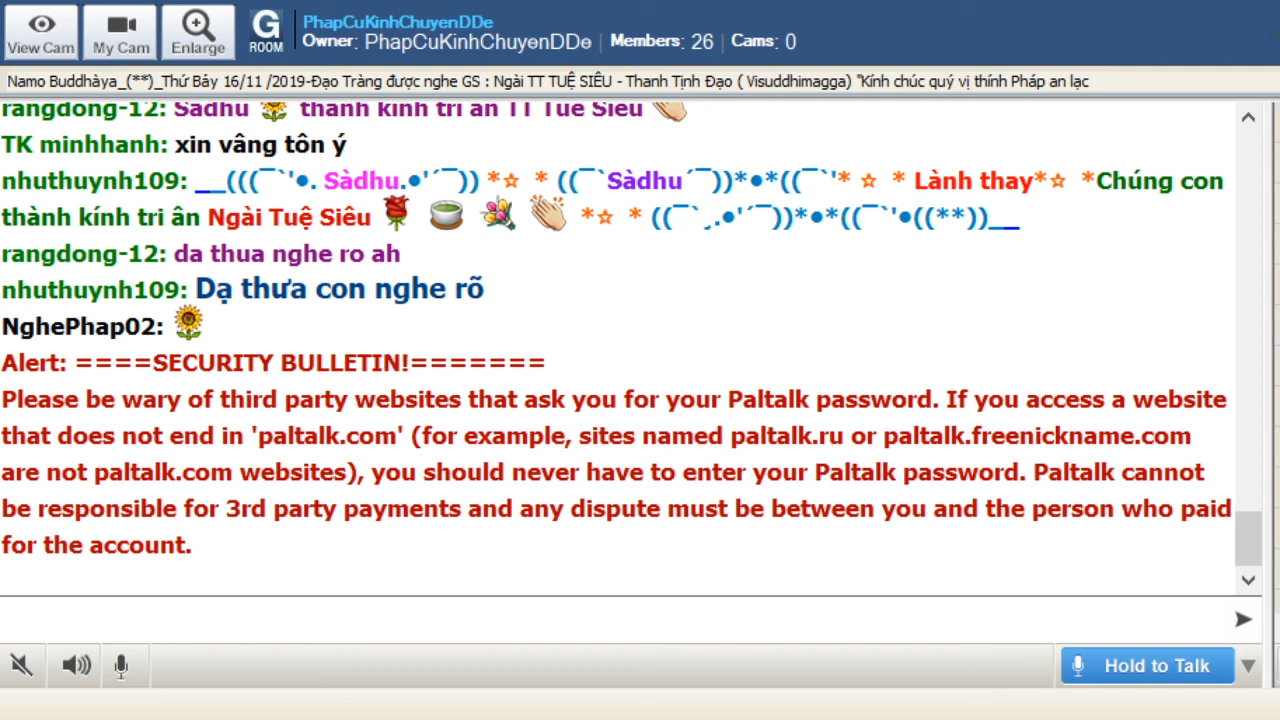 View Cam
My Cam
Enlarge
G
ROOM
PhapCuKinhChuyenDDe
Owner: PhapCuKinhChuyenDDe | Members: 26 | Cams: 0
Namo Buddhàya_(**)_Thứ Bảy 16/11 /2019-Đạo Tràng được nghe GS : Ngài TT TUỆ SIÊU - Thanh Tịnh Đạo ( Visuddhimagga) "Kính chúc quý vị thính Pháp an lạc
rangdong-12: Sadhu 🌻 thanh kinh tri an TT Tue Sieu 👏
TK minhhanh: xin vâng tôn ý
nhuthuynh109: __(((¯`'•. Sàdhu.•'´¯)) *☆ * ((¯`Sàdhu´¯))*•*((¯`'* ☆ * Lành thay*☆ *Chúng con
thành kính tri ân Ngài Tuệ Siêu 🌹 🍵 💐 👏 *☆ * ((¯`ˏ.•'´¯))*•*((¯`'•((**))__
rangdong-12: da thua nghe ro ah
nhuthuynh109: Dạ thưa con nghe rõ
NghePhap02: 🌻
Alert: ====SECURITY BULLETIN!=======
Please be wary of third party websites that ask you for your Paltalk password. If you access a website
that does not end in 'paltalk.com' (for example, sites named paltalk.ru or paltalk.freenickname.com
are not paltalk.com websites), you should never have to enter your Paltalk password. Paltalk cannot
be responsible for 3rd party payments and any dispute must be between you and the person who paid
for the account.
Hold to Talk